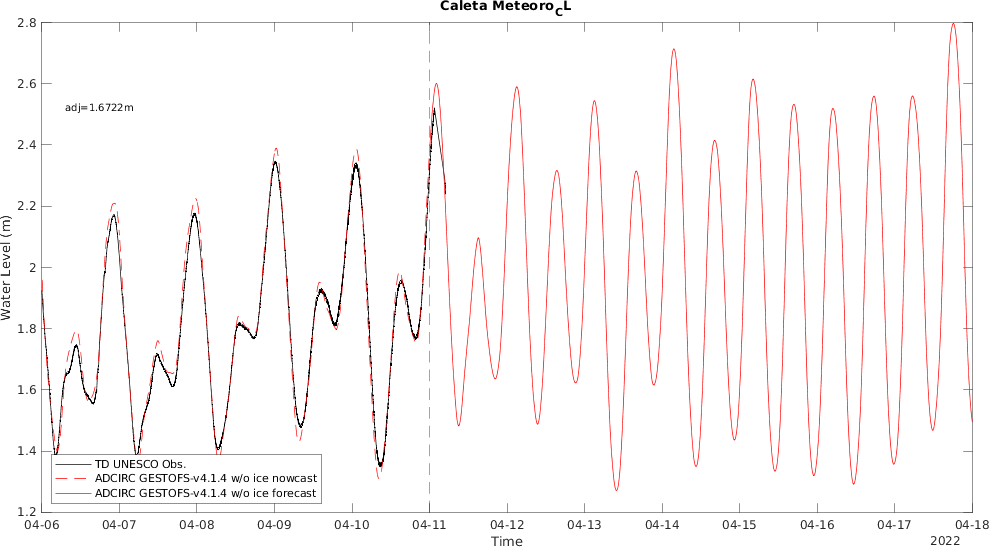 Caleta Meteoro_CL
2.8
2.6
2.4
2.2
2
1.8
1.6
1.4
1.2
Water Level (m)
adj=1.6722m
TD UNESCO Obs.
ADCIRC GESTOFS-v4.1.4 w/o ice nowcast
ADCIRC GESTOFS-v4.1.4 w/o ice forecast
04-06 04-07 04-08 04-09 04-10 04-11 04-12 04-13 04-14 04-15 04-16 04-17 04-18
Time
2022